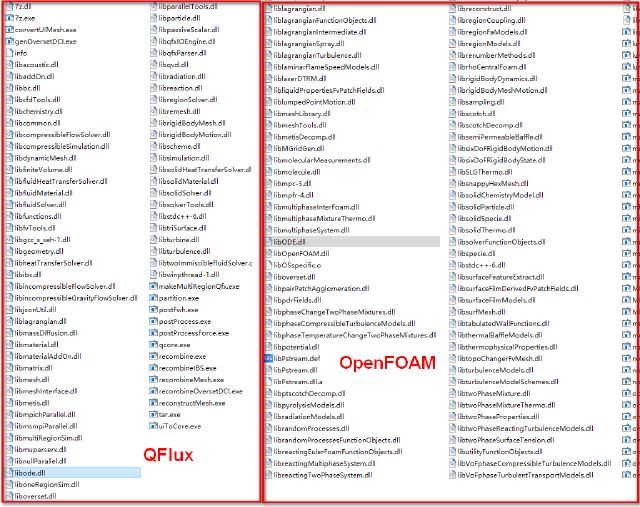 7z.dll
7z.exe
convertUIMesh.exe
genOversetDCI.exe
info
libacoustic.dll
libaddOn.dll
libbc.dll
libcfdTools.dll
libchemistry.dll
libcommon.dll
libcompressibleFlowSolver.dll
libcompressibleSimulation.dll
libdynamicMesh.dll
libfiniteVolume.dll
libfluidHeatTransferSolver.dll
libfluidMaterial.dll
libfluidSolver.dll
libfunctions.dll
libfvTools.dll
libgcc_s_seh-1.dll
libgeometry.dll
libheatTransferSolver.dll
libibs.dll
libincompressibleFlowSolver.dll
libincompressibleGravityFlowSolver.dll
libjsonUtil.dll
liblagrangian.dll
libmassDiffusion.dll
libmaterial.dll
libmaterialAddOn.dll
libmatrix.dll
libmesh.dll
libmeshInterface.dll
libmetis.dll
libmpichParallel.dll
libmsmpiParallel.dll
libmultiRegionSim.dll
libmuparserx.dll
libnullParallel.dll
libode.dll
liboneRegionSim.dll
liboverset.dll
libparallelTools.dll
libparticle.dll
libpassiveScalar.dll
libqfxIOEngine.dll
libqfxParser.dll
libqvd.dll
libradiation.dll
libreaction.dll
libregionSolver.dll
libremesh.dll
librigidBodyMesh.dll
librigidBodyMotion.dll
libscheme.dll
libsimulation.dll
libsolidHeatTransferSolver.dll
libsolidMaterial.dll
libsolidSolver.dll
libsolverTools.dll
libstdc++-6.dll
libtriSurface.dll
libturbine.dll
libturbulence.dll
libtwoImmiscibleFluidSolver.c
libwinpthread-1.dll
makeMultiRegionQfx.exe
partition.exe
postFwh.exe
postProcess.exe
postProcessForce.exe
qcore.exe
recombine.exe
recombineIBS.exe
recombineMesh.exe
recombineOversetDCI.exe
reconstructMesh.exe
tar.exe
uiToCore.exe
QFlux
liblagrangian.dll
liblagrangianFunctionObjects.dll
liblagrangianIntermediate.dll
liblagrangianSpray.dll
liblagrangianTurbulence.dll
liblaminarFlameSpeedModels.dll
liblaserDTRM.dll
libliquidPropertiesFvPatchFields.dll
liblumpedPointMotion.dll
libmeshLibrary.dll
libmeshTools.dll
libmetisDecomp.dll
libMGridGen.dll
libmolecularMeasurements.dll
libmolecule.dll
libmpc-3.dll
libmpfr-4.dll
libmultiphaseInterFoam.dll
libmultiphaseMixtureThermo.dll
libmultiphaseSystem.dll
libODE.dll
libOpenFOAM.dll
libOSspecific.o
liboverset.dll
libpairPatchAgglomeration.dll
libpdrFields.dll
libphaseChangeTwoPhaseMixtures.dll
libphaseCompressibleTurbulenceModels.dll
libphaseTemperatureChangeTwoPhaseMixtures.dll
libpotential.dll
libPstream.def
libPstream.dll
libPstream.dll.a
libptscotchDecomp.dll
libpyrolysisModels.dll
libradiationModels.dll
librandomProcesses.dll
librandomProcessesFunctionObjects.dll
libreactingEulerFoamFunctionObjects.dll
libreactingMultiphaseSystem.dll
libreactingTwoPhaseSystem.dll
OpenFOAM
libreconstruct.dll
libregionCoupling.dll
libregionFaModels.dll
libregionModels.dll
librenumberMethods.dll
librhoCentralFoam.dll
librigidBodyDynamics.dll
librigidBodyMeshMotion.dll
libsampling.dll
libscotch.dll
libscotchDecomp.dll
libsemiPermeableBaffle.dll
libsixDoFRigidBodyMotion.dll
libsixDoFRigidBodyState.dll
libSLGThermo.dll
libsnappyHexMesh.dll
libsolidChemistryModel.dll
libsolidParticle.dll
libsolidSpecie.dll
libsolidThermo.dll
libsolverFunctionObjects.dll
libspecie.dll
libstdc++-6.dll
libsurfaceFeatureExtract.dll
libsurfaceFilmDerivedFvPatchFields.dll
libsurfaceFilmModels.dll
libsurfMesh.dll
libtabulatedWallFunctions.dll
libthermalBaffleModels.dll
libthermophysicalProperties.dll
libtopoChangerFvMesh.dll
libturbulenceModels.dll
libturbulenceModelSchemes.dll
libtwoPhaseMixture.dll
libtwoPhaseMixtureThermo.dll
libtwoPhaseProperties.dll
libtwoPhaseReactingTurbulenceModels.dll
libtwoPhaseSurfaceTension.dll
libutilityFunctionObjects.dll
libVoFphaseCompressibleTurbulenceModels.dll
libVoFphaseTurbulentTransportModels.dll